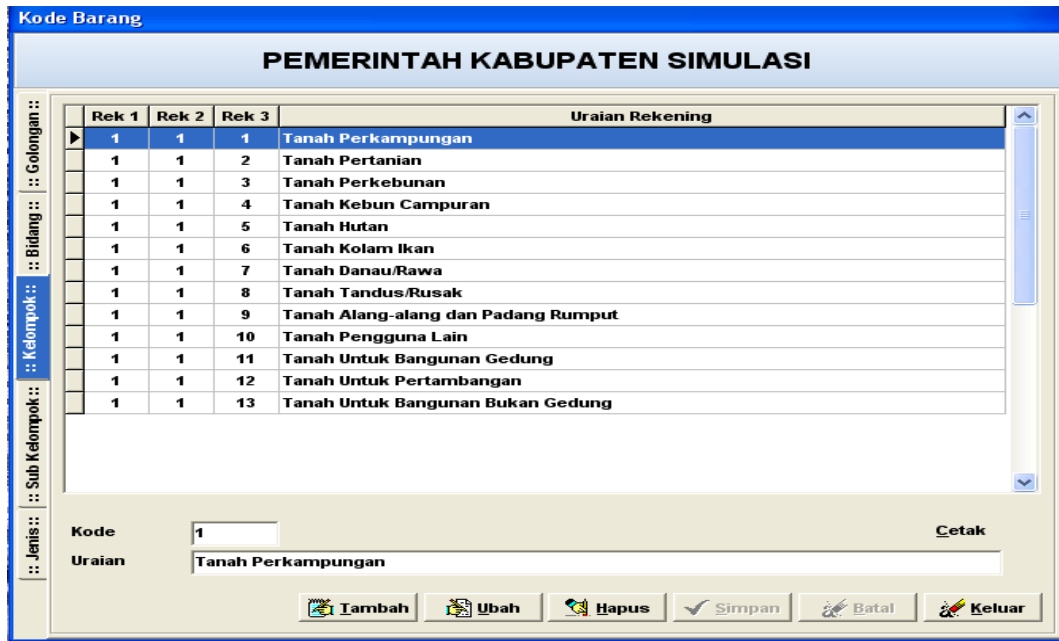 Kode Barang
PEMERINTAH KABUPATEN SIMULASI
:: Golongan ::
:: Bidang ::
:: Kelompok ::
:: Sub Kelompok ::
:: Jenis ::
Rek 1 Rek 2 Rek 3 Uraian Rekening
1 1 1 Tanah Perkampungan
1 1 2 Tanah Pertanian
1 1 3 Tanah Perkebunan
1 1 4 Tanah Kebun Campuran
1 1 5 Tanah Hutan
1 1 6 Tanah Kolam Ikan
1 1 7 Tanah Danau/Rawa
1 1 8 Tanah Tandus/Rusak
1 1 9 Tanah Alang-alang dan Padang Rumput
1 1 10 Tanah Pengguna Lain
1 1 11 Tanah Untuk Bangunan Gedung
1 1 12 Tanah Untuk Pertambangan
1 1 13 Tanah Untuk Bangunan Bukan Gedung
Kode 1 Cetak
Uraian Tanah Perkampungan
Tambah Ubah Hapus Simpan Batal Keluar